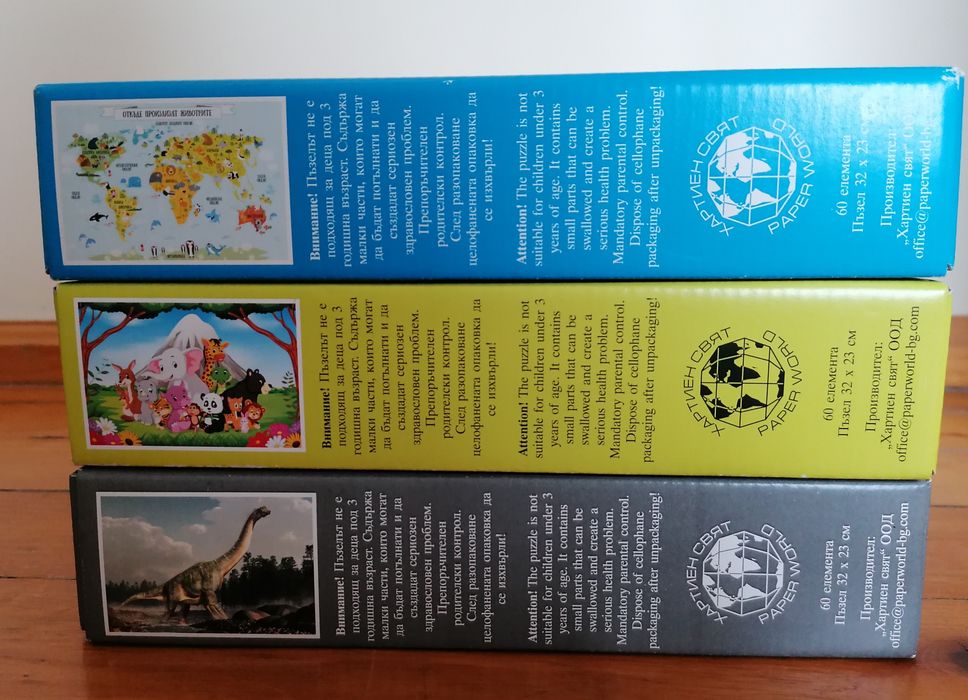 ОТКЪДЕ ПРОИЗЛИЗАТ ЖИВОТНИТЕ
Внимание! Пъзелът не е
подходящ за деца под 3
годишна възраст. Съдържа
малки части, които могат
да бъдат погълнати и да
създадат сериозен
здравословен проблем.
Препоръчителен
родителски контрол.
След разопаковане
целофанената опаковка да
се изхвърли!
Attention! The puzzle is not
suitable for children under 3
years of age. It contains
small parts that can be
swallowed and create a
serious health problem.
Mandatory parental control.
Dispose of cellophane
packaging after unpackaging!
ХАРТИЕН СВЯТ
PAPER WORLD
60 елемента
Пъзел 32 x 23 с
Производител:
„Хартиен свят“ О
office@paperworld-b
Внимание! Пъзелът не е
подходящ за деца под 3
годишна възраст. Съдържа
малки части, които могат
да бъдат погълнати и да
създадат сериозен
здравословен проблем.
Препоръчителен
родителски контрол.
След разопаковане
целофанената опаковка да
се изхвърли!
Attention! The puzzle is not
suitable for children under 3
years of age. It contains
small parts that can be
swallowed and create a
serious health problem.
Mandatory parental control.
Dispose of cellophane
packaging after unpackaging!
ХАРТИЕН СВЯТ
PAPER WORLD
60 елемента
Пъзел 32 x 23 см
Производител:
„Хартиен свят“ ООД
office@paperworld-bg.com
Внимание! Пъзелът не е
подходящ за деца под 3
годишна възраст. Съдържа
малки части, които могат
да бъдат погълнати и да
създадат сериозен
здравословен проблем.
Препоръчителен
родителски контрол.
След разопаковане
целофанената опаковка да
се изхвърли!
Attention! The puzzle is not
suitable for children under 3
years of age. It contains
small parts that can be
swallowed and create a
serious health problem.
Mandatory parental control.
Dispose of cellophane
packaging after unpackaging!
ХАРТИЕН СВЯТ
PAPER WORLD
60 елемента
Пъзел 32 x 23 см
Производител:
„Хартиен свят“ ООД
office@paperworld-bg.com